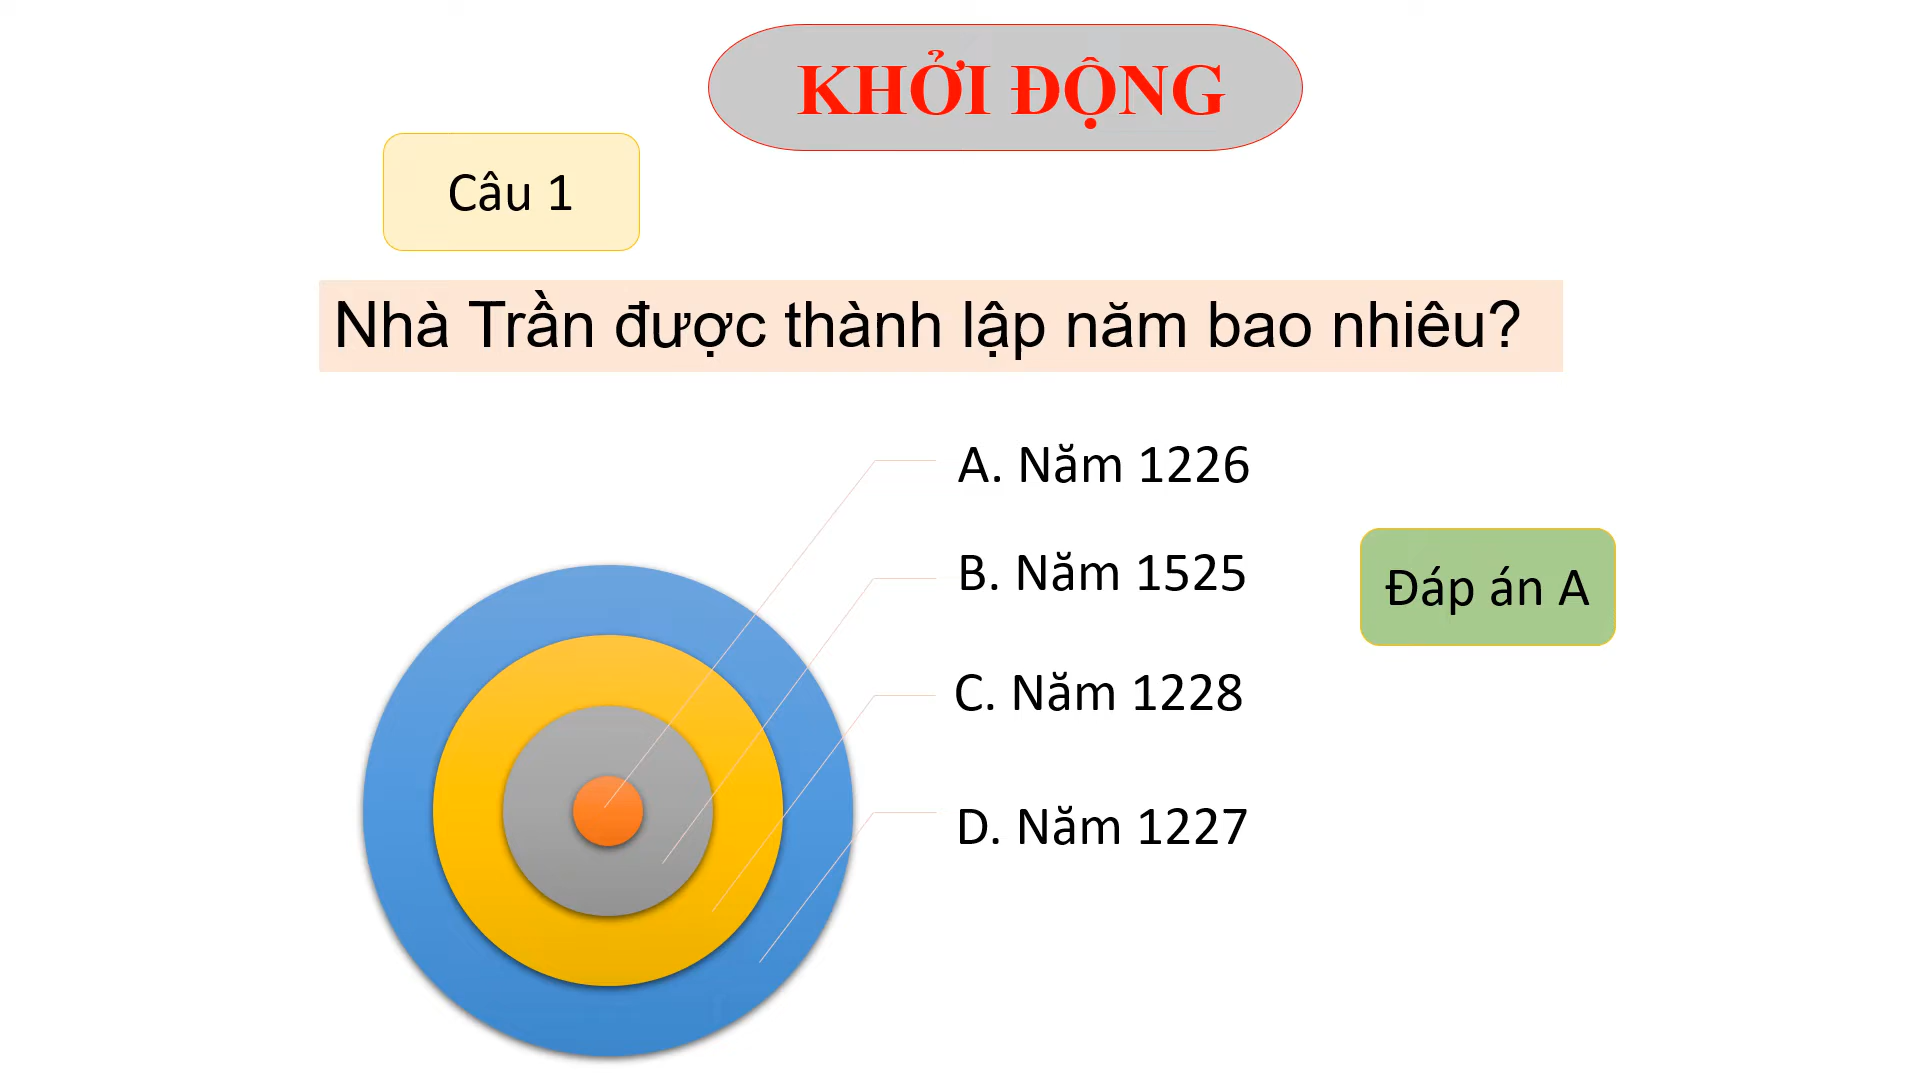 KHỞI ĐỘNG
Câu 1
Nhà Trần được thành lập năm bao nhiêu?
A. Năm 1226
B. Năm 1525
Đáp án A
C. Năm 1228
D. Năm 1227